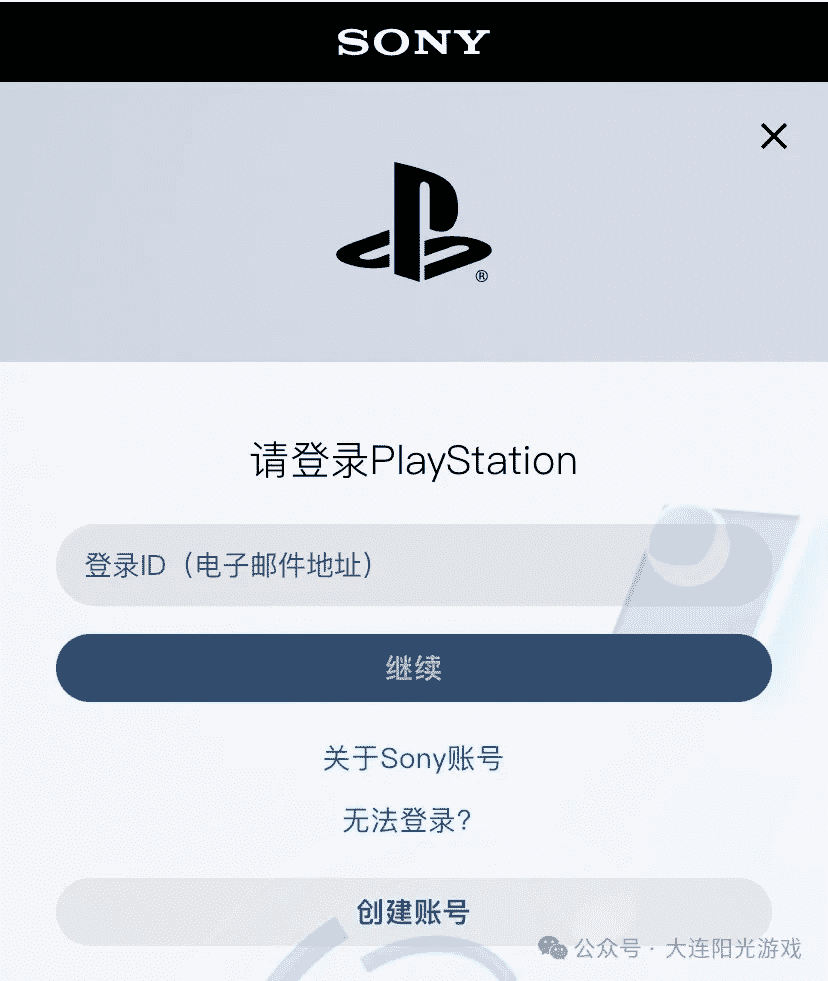 SONY
®
请登录PlayStation
登录ID（电子邮件地址）
继续
关于Sony账号
无法登录?
创建账号
公众号 · 大连阳光游戏